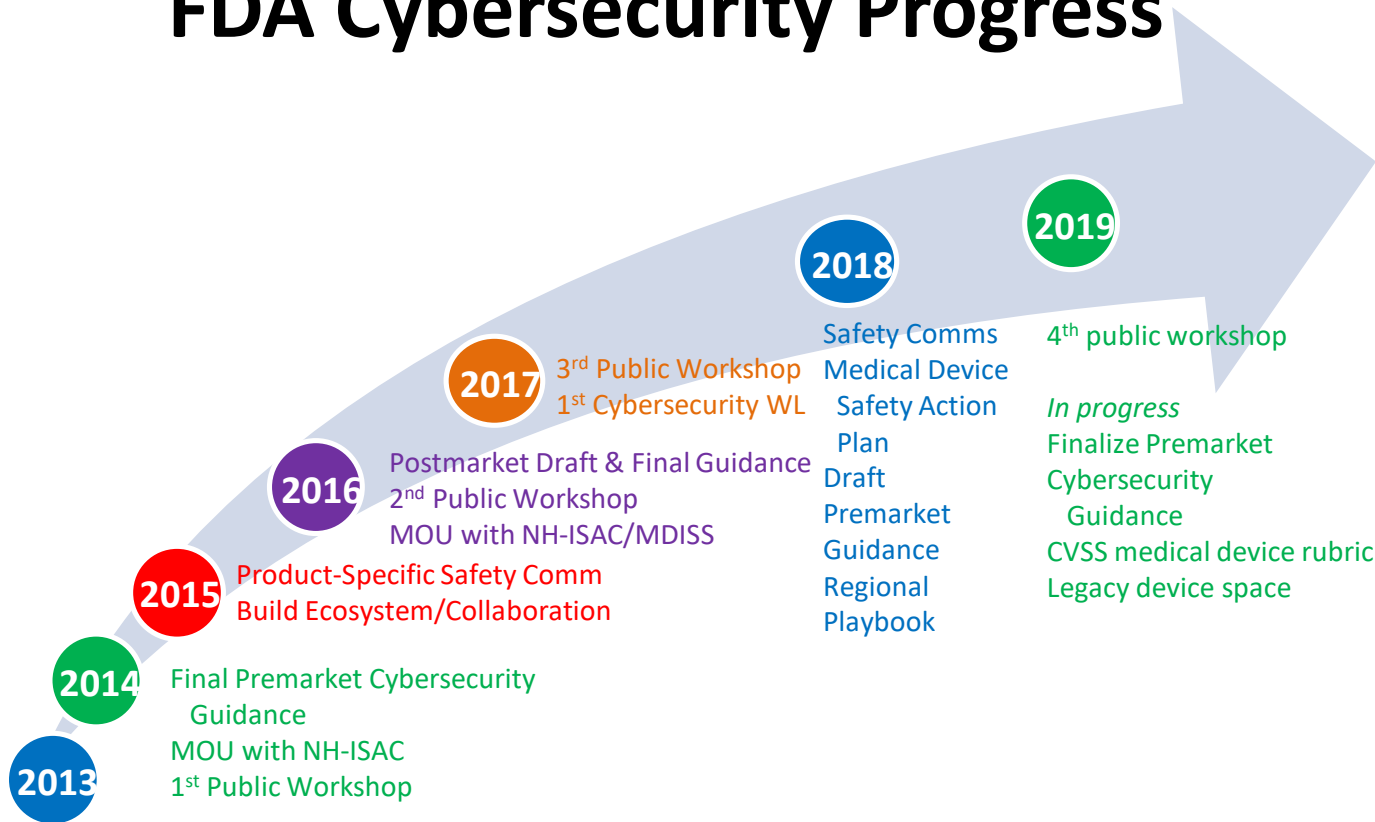 FDA Cybersecurity Progress
2013
2014
Final Premarket Cybersecurity
Guidance
MOU with NH-ISAC
1st Public Workshop
2015
Product-Specific Safety Comm
Build Ecosystem/Collaboration
2016
Postmarket Draft & Final Guidance
2nd Public Workshop
MOU with NH-ISAC/MDISS
2017
3rd Public Workshop
1st Cybersecurity WL
2018
Safety Comms
Medical Device
Safety Action
Plan
Draft
Premarket
Guidance
Regional
Playbook
2019
4th public workshop
In progress
Finalize Premarket
Cybersecurity
Guidance
CVSS medical device rubric
Legacy device space